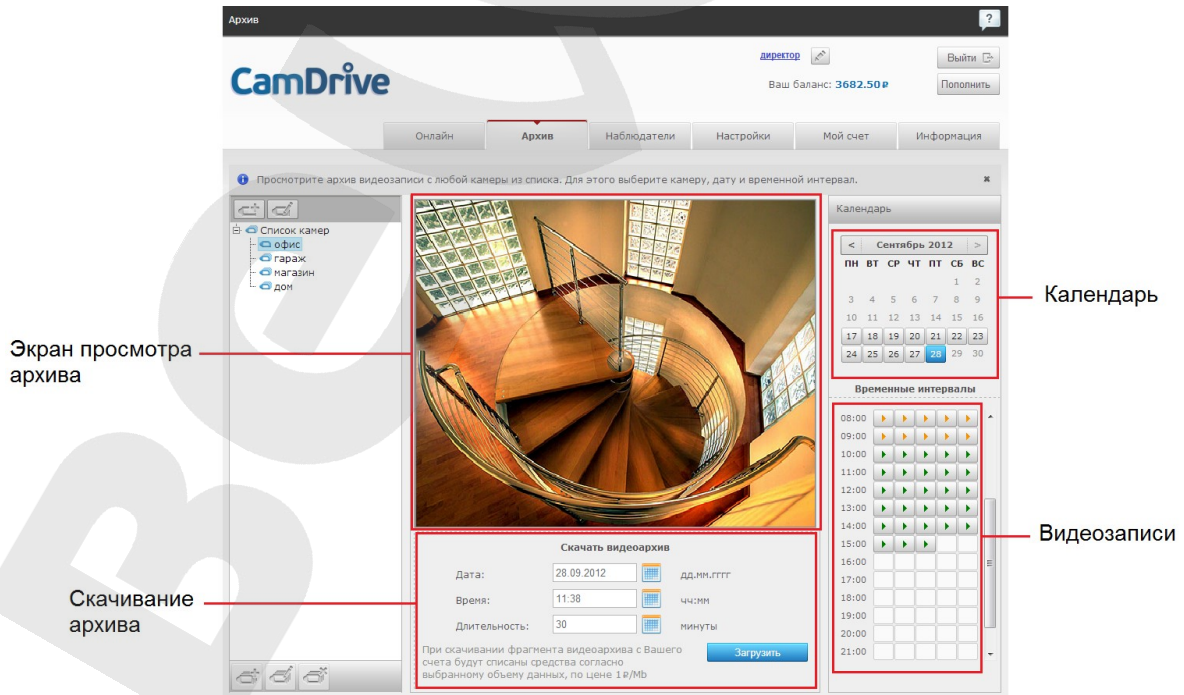 Архив
?
директор
Выйти
CamDrive
Ваш баланс: 3682.50 ₽
Пополнить
Онлайн
Архив
Наблюдатели
Настройки
Мой счет
Информация
Просмотрите архив видеозаписи с любой камеры из списка. Для этого выберите камеру, дату и временной интервал.
Список камер
офис
гараж
магазин
дом
Экран просмотра
архива
Календарь
< Сентябрь 2012 >
ПН ВТ СР ЧТ ПТ СБ ВС
1 2
3 4 5 6 7 8 9
10 11 12 13 14 15 16
17 18 19 20 21 22 23
24 25 26 27 28 29 30
Календарь
Временные интервалы
08:00
09:00
10:00
11:00
12:00
13:00
14:00
15:00
16:00
17:00
18:00
19:00
20:00
21:00
Видеозаписи
Скачать видеоархив
Дата: 28.09.2012 дд.мм.гггг
Время: 11:38 чч:мм
Длительность: 30 минуты
При скачивании фрагмента видеоархива с Вашего
счета будут списаны средства согласно
выбранному объему данных, по цене 1₽/Mb
Загрузить
Скачивание
архива